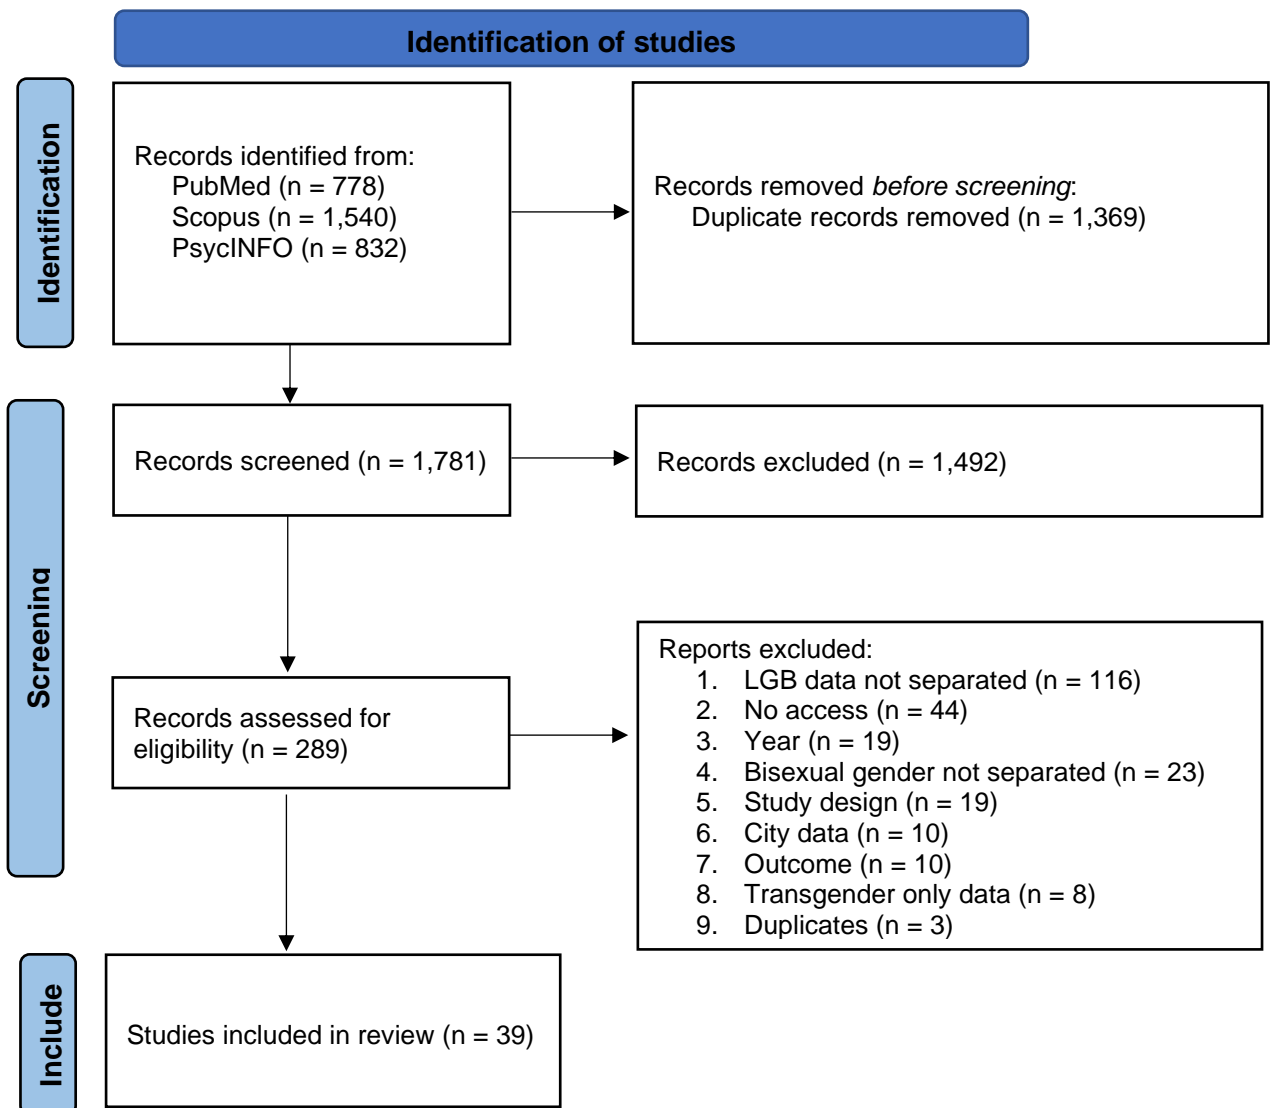 Identification of studies
Identification
Records identified from:
PubMed (n = 778)
Scopus (n = 1,540)
PsycINFO (n = 832)
Records removed before screening:
Duplicate records removed (n = 1,369)
Screening
Records screened (n = 1,781)
Records excluded (n = 1,492)
Records assessed for
eligibility (n = 289)
Reports excluded:
1. LGB data not separated (n = 116)
2. No access (n = 44)
3. Year (n = 19)
4. Bisexual gender not separated (n = 23)
5. Study design (n = 19)
6. City data (n = 10)
7. Outcome (n = 10)
8. Transgender only data (n = 8)
9. Duplicates (n = 3)
Include
Studies included in review (n = 39)